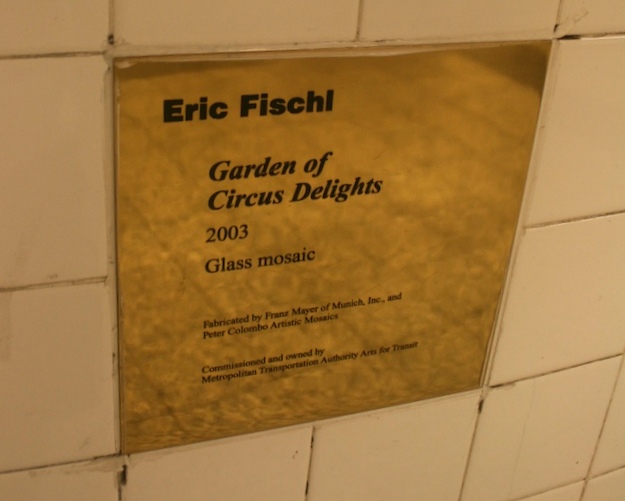 Eric Fischl
Garden of
Circus Delights
2003
Glass mosaic
Fabricated by Franz Mayer of Munich, Inc., and
Peter Colombo Artistic Mosaics
Commissioned and owned by
Metropolitan Transportation Authority Arts for Transit